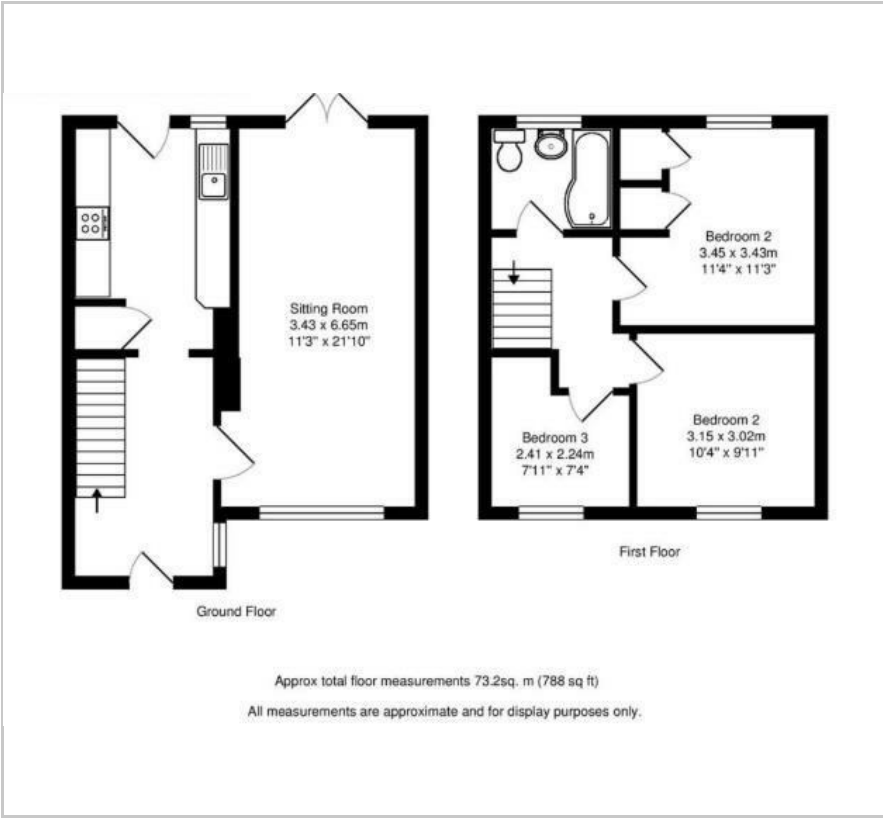 Sitting Room
3.43 x 6.65m
11'3" x 21'10"
Ground Floor
Bedroom 2
3.45 x 3.43m
11'4" x 11'3"
Bedroom 2
3.15 x 3.02m
10'4" x 9'11"
Bedroom 3
2.41 x 2.24m
7'11" x 7'4"
First Floor
Approx total floor measurements 73.2sq. m (788 sq ft)
All measurements are approximate and for display purposes only.